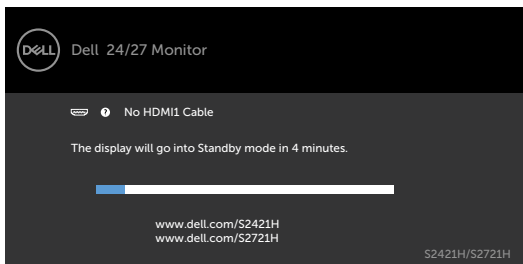 DELL
Dell 24/27 Monitor
? No HDMI1 Cable
The display will go into Standby mode in 4 minutes.
www.dell.com/S2421H
www.dell.com/S2721H
S2421H/S2721H